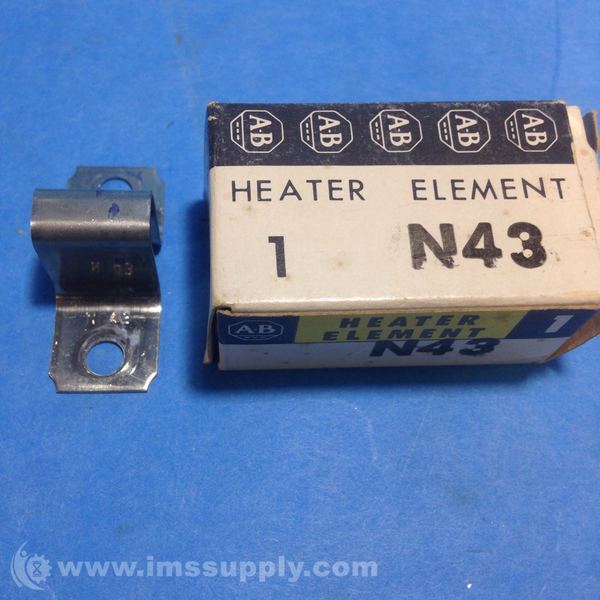 A-B A-B A-B A-B A-B
HEATER ELEMENT
1 N43
A-B HEATER ELEMENT 1
N43
www.imssupply.com